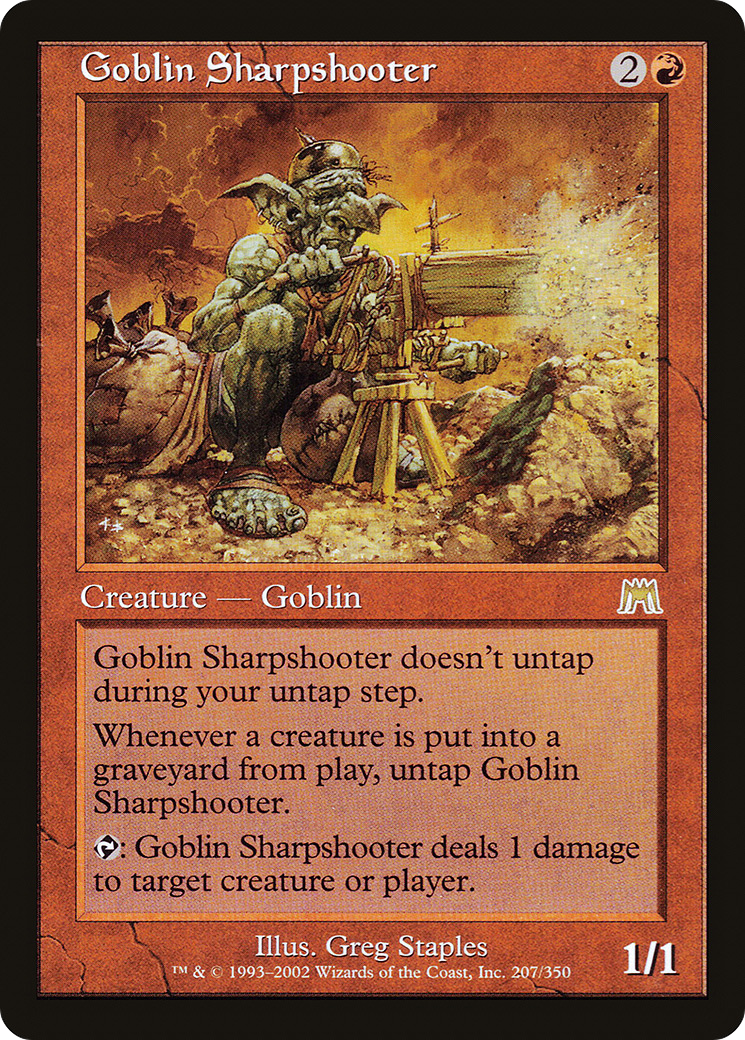 Goblin Sharpshooter
2
Creature — Goblin
Goblin Sharpshooter doesn't untap
during your untap step.
Whenever a creature is put into a
graveyard from play, untap Goblin
Sharpshooter.
: Goblin Sharpshooter deals 1 damage
to target creature or player.
Illus. Greg Staples
™ & © 1993–2002 Wizards of the Coast, Inc. 207/350
1/1